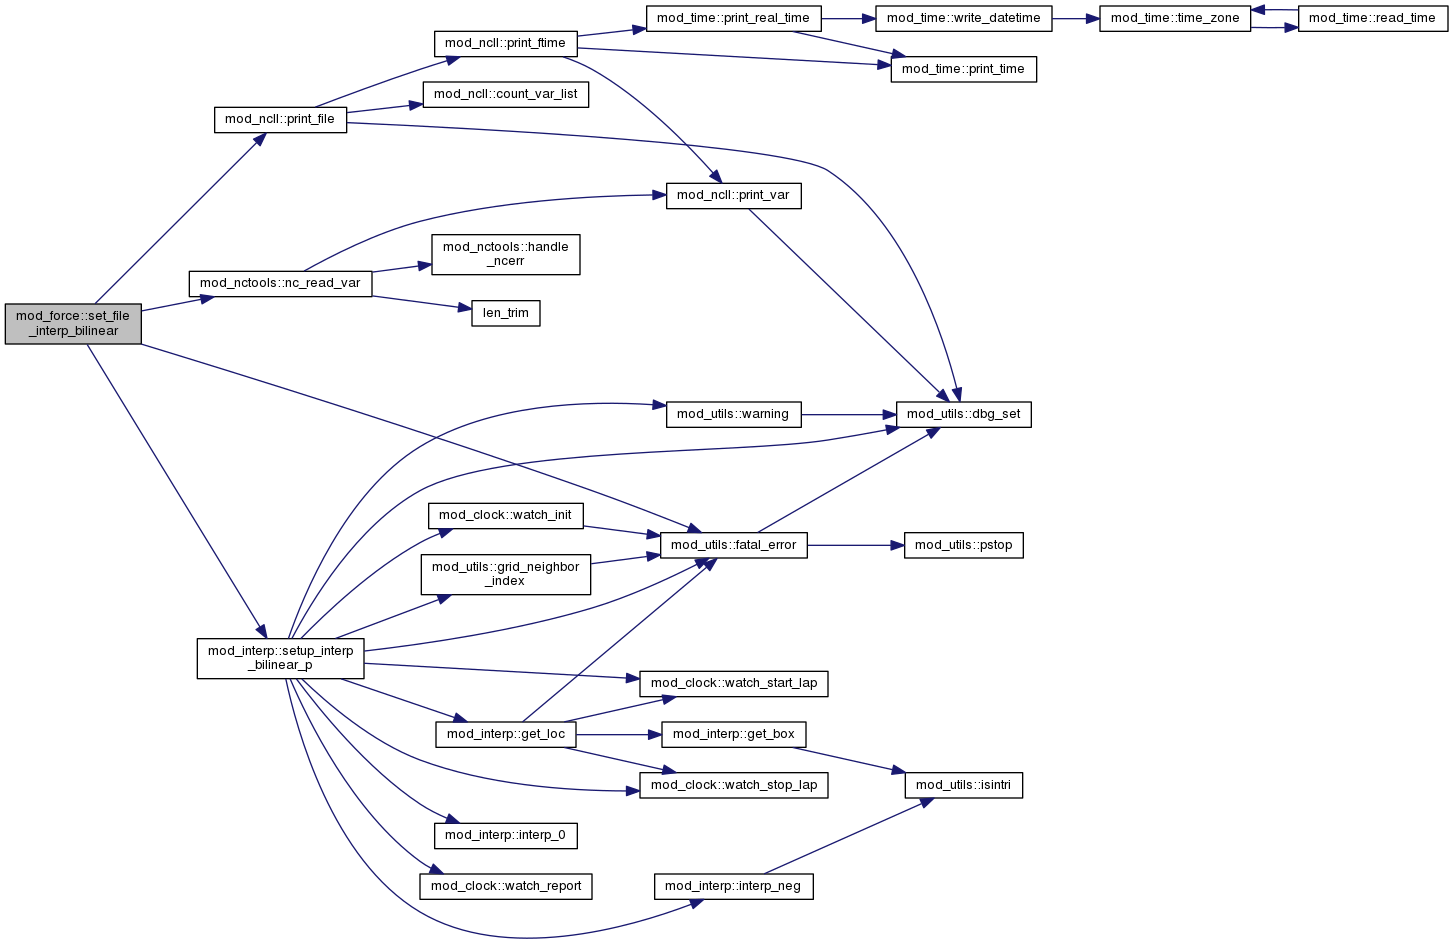 mod_time::print_real_time
mod_time::write_datetime
mod_time::time_zone
mod_time::read_time
mod_ncll::print_ftime
mod_time::print_time
mod_ncll::count_var_list
mod_ncll::print_file
mod_ncll::print_var
mod_nctools::handle
_ncerr
mod_nctools::nc_read_var
len_trim
mod_force::set_file
_interp_bilinear
mod_utils::warning
mod_utils::dbg_set
mod_clock::watch_init
mod_utils::fatal_error
mod_utils::pstop
mod_utils::grid_neighbor
_index
mod_interp::setup_interp
_bilinear_p
mod_clock::watch_start_lap
mod_interp::get_loc
mod_interp::get_box
mod_clock::watch_stop_lap
mod_utils::isintri
mod_interp::interp_0
mod_clock::watch_report
mod_interp::interp_neg